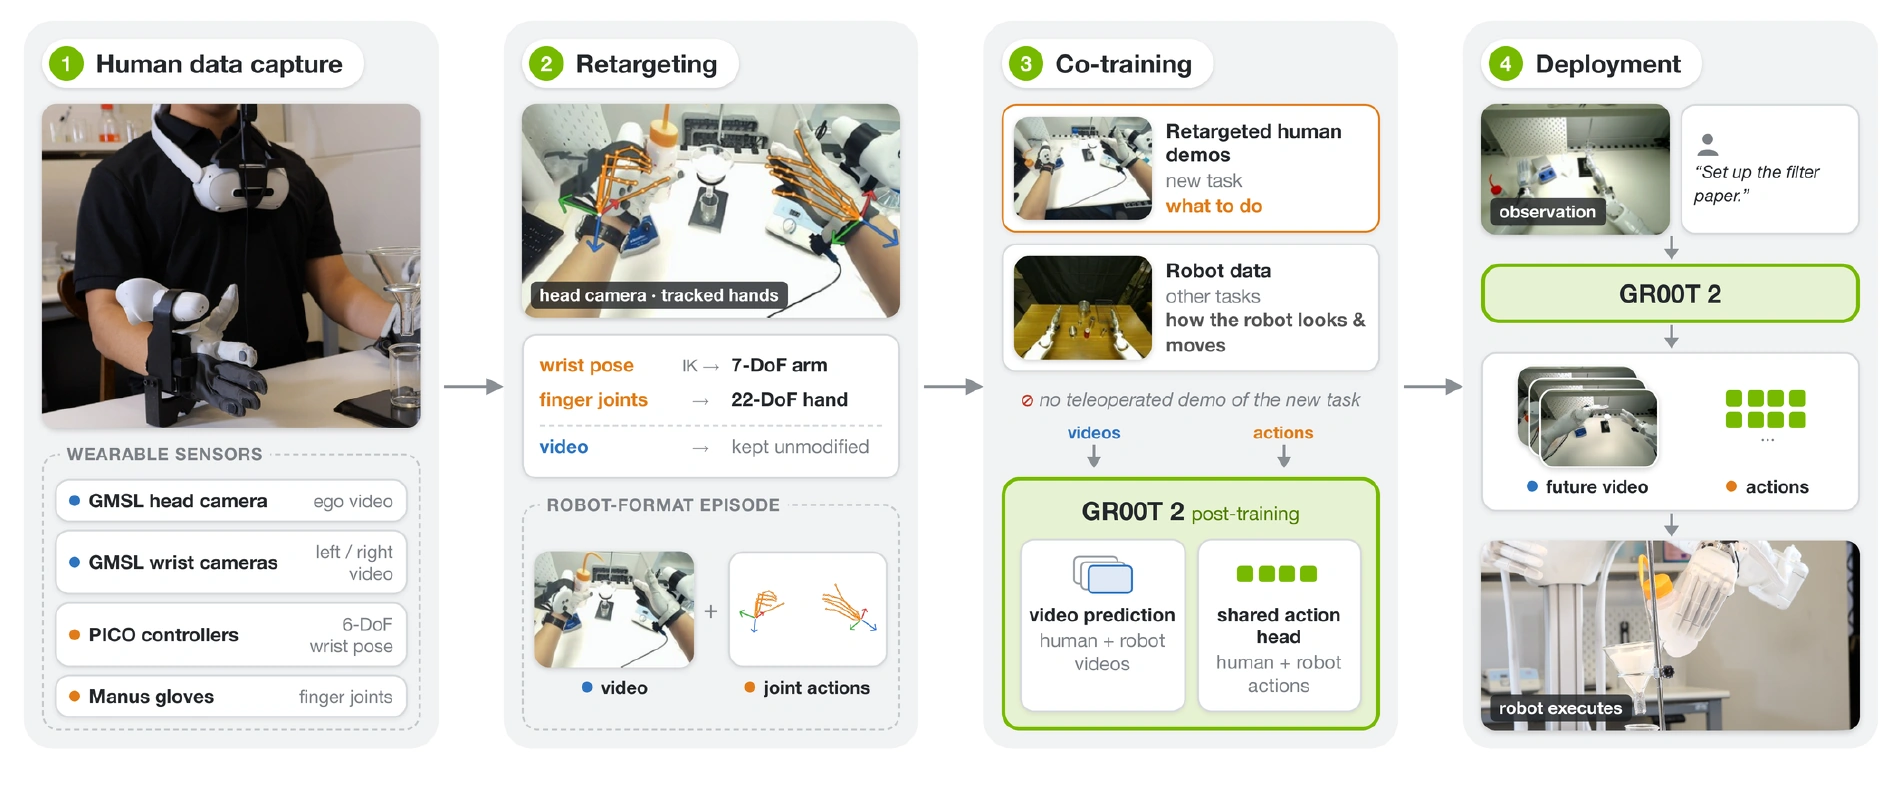 1 Human data capture
WEARABLE SENSORS
GMSL head camera ego video
GMSL wrist cameras left / right
video
PICO controllers 6-DoF
wrist pose
Manus gloves finger joints
2 Retargeting
head camera · tracked hands
wrist pose IK → 7-DoF arm
finger joints → 22-DoF hand
video → kept unmodified
ROBOT-FORMAT EPISODE
+
video joint actions
3 Co-training
Retargeted human
demos
new task
what to do
Robot data
other tasks
how the robot looks &
moves
no teleoperated demo of the new task
videos actions
GR00T 2 post-training
video prediction
human + robot
videos
shared action
head
human + robot
actions
4 Deployment
observation
“Set up the filter
paper.”
GR00T 2
...
future video actions
robot executes